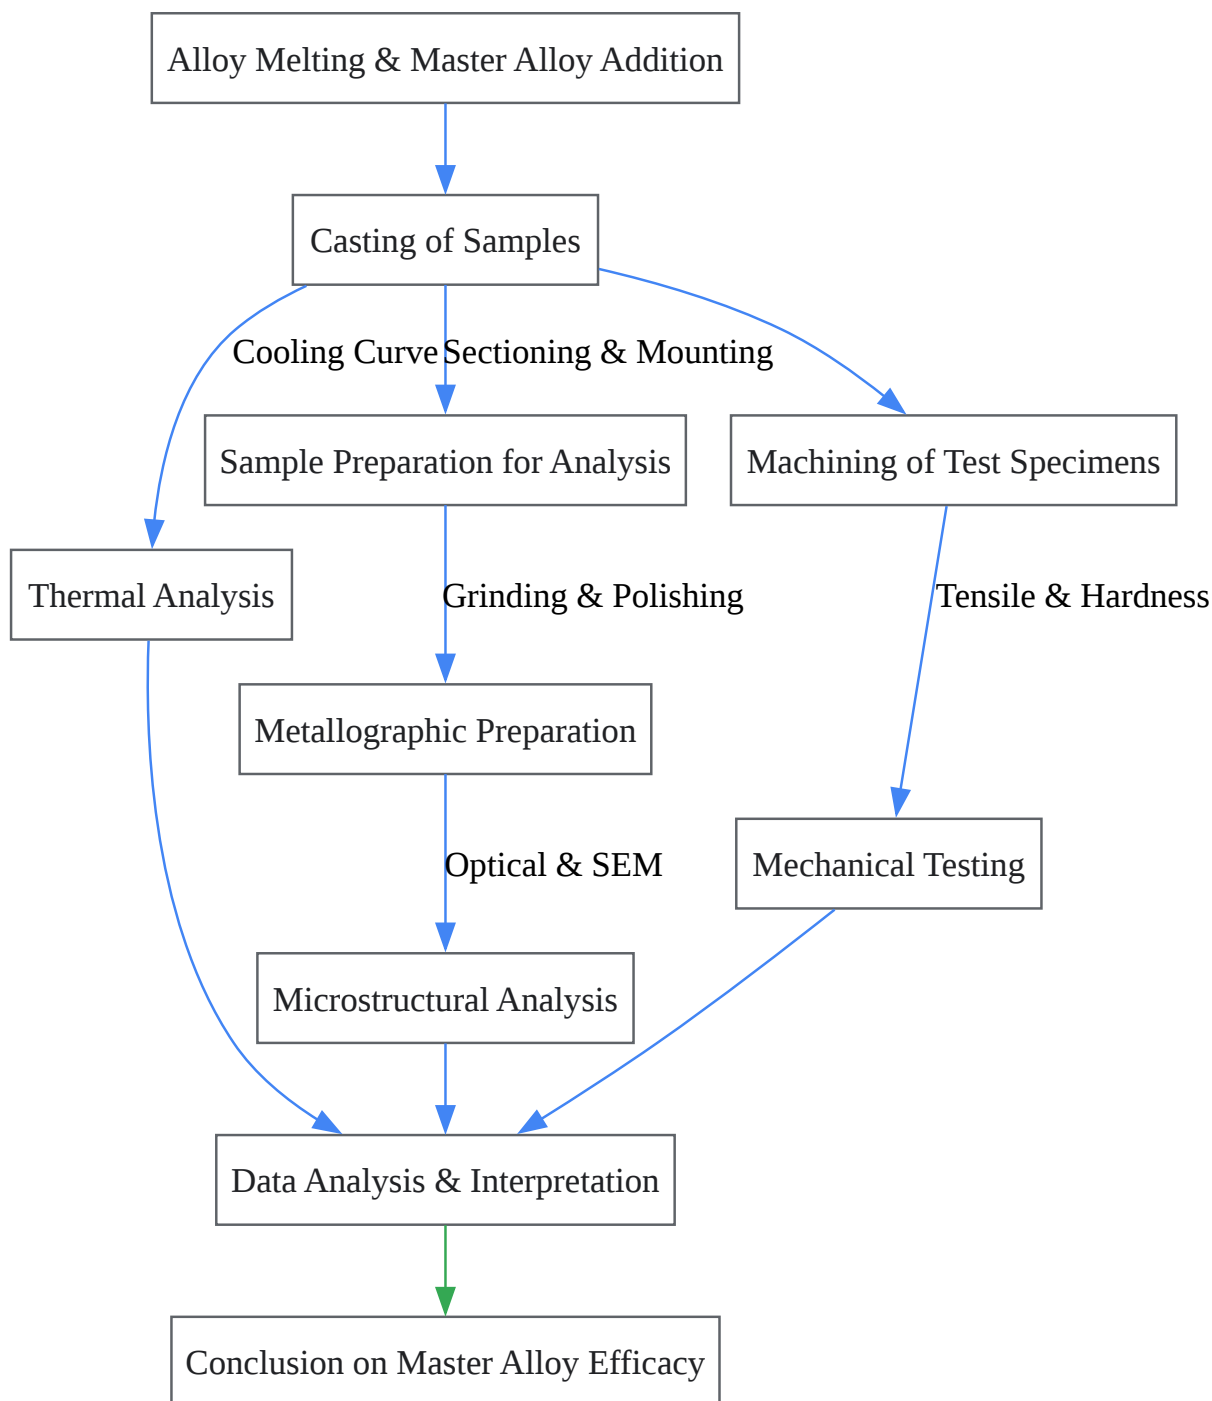 Alloy Melting & Master Alloy Addition
Casting of Samples
Cooling Curve
Sectioning & Mounting
Sample Preparation for Analysis
Machining of Test Specimens
Thermal Analysis
Grinding & Polishing
Tensile & Hardness
Metallographic Preparation
Optical & SEM
Mechanical Testing
Microstructural Analysis
Data Analysis & Interpretation
Conclusion on Master Alloy Efficacy